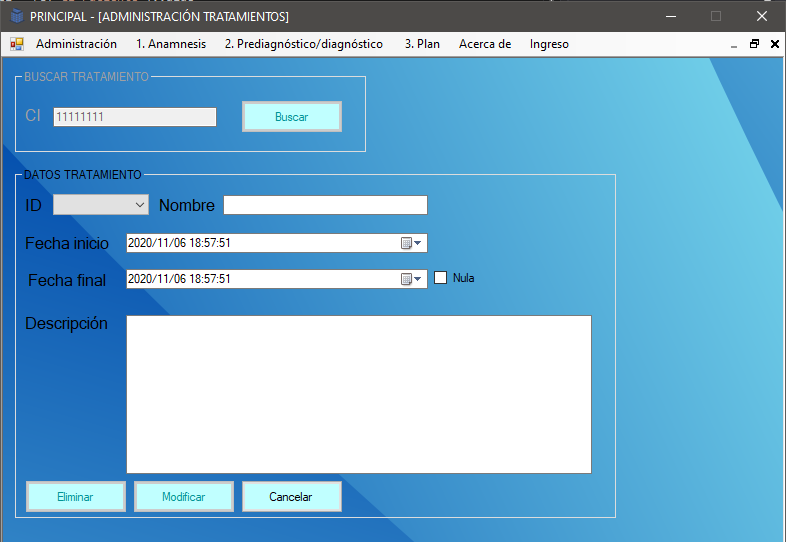 PRINCIPAL - [ADMINISTRACIÓN TRATAMIENTOS]
Administración 1. Anamnesis 2. Prediagnóstico/diagnóstico 3. Plan Acerca de Ingreso
BUSCAR TRATAMIENTO
CI 11111111 Buscar
DATOS TRATAMIENTO
ID Nombre
Fecha inicio 2020/11/06 18:57:51
Fecha final 2020/11/06 18:57:51 Nula
Descripción
Eliminar Modificar Cancelar